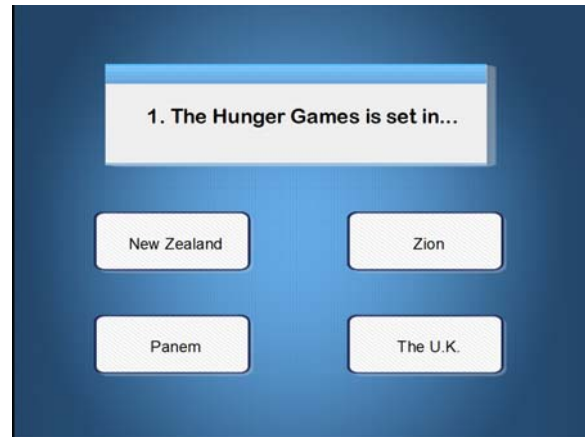 1. The Hunger Games is set in...
New Zealand
Zion
Panem
The U.K.